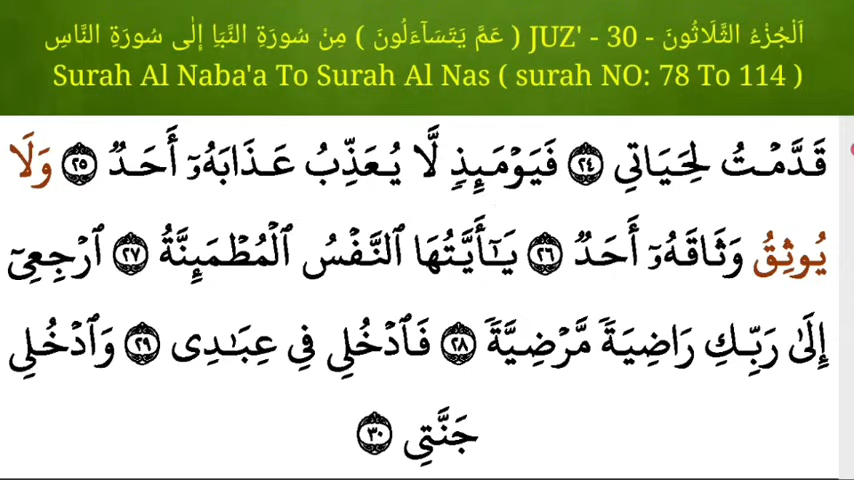 اَلْجُزْءُ الثَّلَاثُونَ - JUZ' - 30 ( عَمَّ يَتَسَآءَلُونَ ) مِنْ سُورَةِ النَّبَاِ إِلٰى سُورَةِ النَّاسِ
Surah Al Naba'a To Surah Al Nas ( surah NO: 78 To 114 )
قَدَّمۡتُ لِحَيَاتِي ٢٤ فَيَوۡمَئِذٖ لَّا يُعَذِّبُ عَذَابَهُۥٓ أَحَدٞ ٢٥ وَلَا
يُوثِقُ وَثَاقَهُۥٓ أَحَدٞ ٢٦ يَـٰٓأَيَّتُهَا ٱلنَّفۡسُ ٱلۡمُطۡمَئِنَّةُ ٢٧ ٱرۡجِعِيٓ
إِلَىٰ رَبِّكِ رَاضِيَةٗ مَّرۡضِيَّةٗ ٢٨ فَٱدۡخُلِي فِي عِبَـٰدِي ٢٩ وَٱدۡخُلِي
جَنَّتِي ٣٠